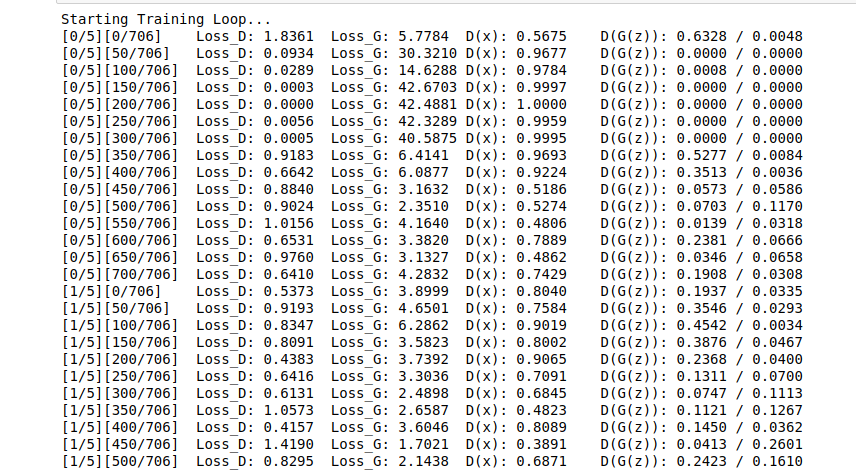 Starting Training Loop...
[0/5][0/706] Loss_D: 1.8361 Loss_G: 5.7784 D(x): 0.5675 D(G(z)): 0.6328 / 0.0048
[0/5][50/706] Loss_D: 0.0934 Loss_G: 30.3210 D(x): 0.9677 D(G(z)): 0.0000 / 0.0000
[0/5][100/706] Loss_D: 0.0289 Loss_G: 14.6288 D(x): 0.9784 D(G(z)): 0.0008 / 0.0000
[0/5][150/706] Loss_D: 0.0003 Loss_G: 42.6703 D(x): 0.9997 D(G(z)): 0.0000 / 0.0000
[0/5][200/706] Loss_D: 0.0000 Loss_G: 42.4881 D(x): 1.0000 D(G(z)): 0.0000 / 0.0000
[0/5][250/706] Loss_D: 0.0056 Loss_G: 42.3289 D(x): 0.9959 D(G(z)): 0.0000 / 0.0000
[0/5][300/706] Loss_D: 0.0005 Loss_G: 40.5875 D(x): 0.9995 D(G(z)): 0.0000 / 0.0000
[0/5][350/706] Loss_D: 0.9183 Loss_G: 6.4141 D(x): 0.9693 D(G(z)): 0.5277 / 0.0084
[0/5][400/706] Loss_D: 0.6642 Loss_G: 6.0877 D(x): 0.9224 D(G(z)): 0.3513 / 0.0036
[0/5][450/706] Loss_D: 0.8840 Loss_G: 3.1632 D(x): 0.5186 D(G(z)): 0.0573 / 0.0586
[0/5][500/706] Loss_D: 0.9024 Loss_G: 2.3510 D(x): 0.5274 D(G(z)): 0.0703 / 0.1170
[0/5][550/706] Loss_D: 1.0156 Loss_G: 4.1640 D(x): 0.4806 D(G(z)): 0.0139 / 0.0318
[0/5][600/706] Loss_D: 0.6531 Loss_G: 3.3820 D(x): 0.7889 D(G(z)): 0.2381 / 0.0666
[0/5][650/706] Loss_D: 0.9760 Loss_G: 3.1327 D(x): 0.4862 D(G(z)): 0.0346 / 0.0658
[0/5][700/706] Loss_D: 0.6410 Loss_G: 4.2832 D(x): 0.7429 D(G(z)): 0.1908 / 0.0308
[1/5][0/706] Loss_D: 0.5373 Loss_G: 3.8999 D(x): 0.8040 D(G(z)): 0.1937 / 0.0335
[1/5][50/706] Loss_D: 0.9193 Loss_G: 4.6501 D(x): 0.7584 D(G(z)): 0.3546 / 0.0293
[1/5][100/706] Loss_D: 0.8347 Loss_G: 6.2862 D(x): 0.9019 D(G(z)): 0.4542 / 0.0034
[1/5][150/706] Loss_D: 0.8091 Loss_G: 3.5823 D(x): 0.8002 D(G(z)): 0.3876 / 0.0467
[1/5][200/706] Loss_D: 0.4383 Loss_G: 3.7392 D(x): 0.9065 D(G(z)): 0.2368 / 0.0400
[1/5][250/706] Loss_D: 0.6416 Loss_G: 3.3036 D(x): 0.7091 D(G(z)): 0.1311 / 0.0700
[1/5][300/706] Loss_D: 0.6131 Loss_G: 2.4898 D(x): 0.6845 D(G(z)): 0.0747 / 0.1113
[1/5][350/706] Loss_D: 1.0573 Loss_G: 2.6587 D(x): 0.4823 D(G(z)): 0.1121 / 0.1267
[1/5][400/706] Loss_D: 0.4157 Loss_G: 3.6046 D(x): 0.8089 D(G(z)): 0.1450 / 0.0362
[1/5][450/706] Loss_D: 1.4190 Loss_G: 1.7021 D(x): 0.3891 D(G(z)): 0.0413 / 0.2601
[1/5][500/706] Loss_D: 0.8295 Loss_G: 2.1438 D(x): 0.6871 D(G(z)): 0.2423 / 0.1610